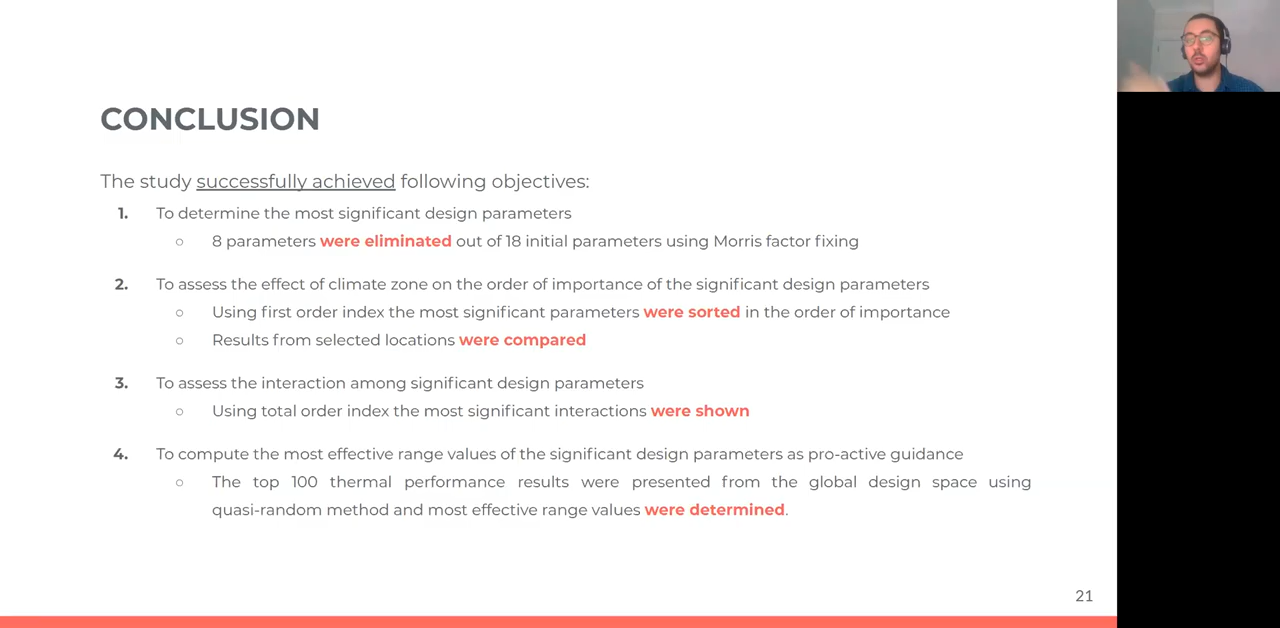 CONCLUSION
The study successfully achieved following objectives:
1. To determine the most significant design parameters
○ 8 parameters were eliminated out of 18 initial parameters using Morris factor fixing
2. To assess the effect of climate zone on the order of importance of the significant design parameters
○ Using first order index the most significant parameters were sorted in the order of importance
○ Results from selected locations were compared
3. To assess the interaction among significant design parameters
○ Using total order index the most significant interactions were shown
4. To compute the most effective range values of the significant design parameters as pro-active guidance
○ The top 100 thermal performance results were presented from the global design space using
quasi-random method and most effective range values were determined.
21